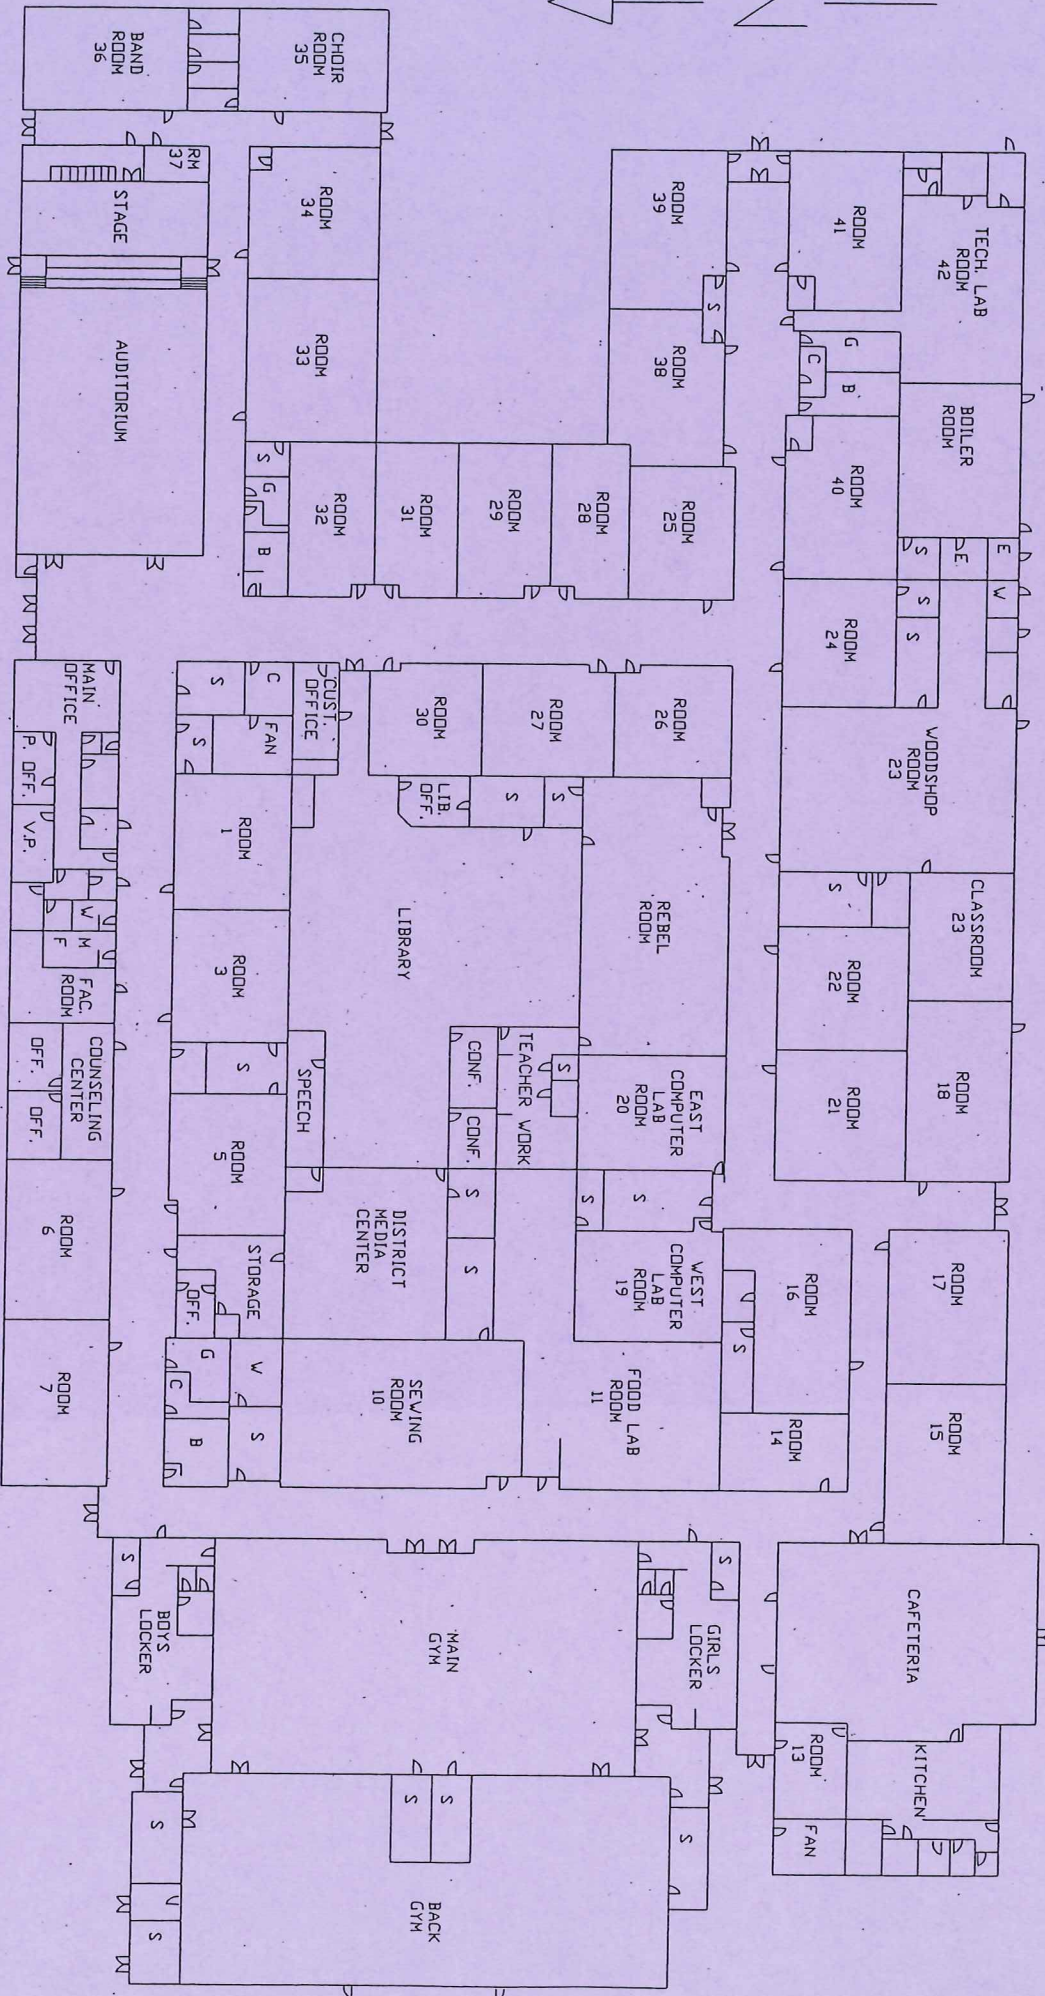 BAND
ROOM
36
CHOIR
ROOM
35
RM
37
STAGE
AUDITORIUM
ROOM
34
ROOM
33
S
G
B
ROOM
32
ROOM
31
ROOM
29
ROOM
28
ROOM
25
ROOM
39
S
ROOM
38
ROOM
41
TECH. LAB
ROOM
42
G
C
B
BOILER
ROOM
ROOM
40
S
E
E
S
S
W
ROOM
24
WOODSHOP
ROOM
23
S
CLASSROOM
23
ROOM
22
ROOM
21
ROOM
18
ROOM
17
ROOM
15
MAIN
OFFICE
P. OFF.
V.P.
W
M
F
FAC.
ROOM
COUNSELING
CENTER
OFF.
OFF.
ROOM
6
ROOM
7
S
C
S
FAN
CUST.
OFFICE
ROOM
30
ROOM
27
ROOM
26
LIB.
OFF.
S
S
ROOM
1
ROOM
3
S
SPEECH
ROOM
5
LIBRARY
REBEL
ROOM
CONF.
CONF.
TEACHER WORK
S
EAST
COMPUTER
LAB
ROOM
20
S
S
WEST
COMPUTER
LAB
ROOM
19
DISTRICT
MEDIA
CENTER
S
S
STORAGE
OFF.
G
C
B
W
S
SEWING
ROOM
10
FOOD LAB
ROOM
11
ROOM
16
S
ROOM
14
S
BOYS
LOCKER
MAIN
GYM
S
GIRLS
LOCKER
CAFETERIA
ROOM
13
KITCHEN
FAN
S
S
S
S
S
BACK
GYM